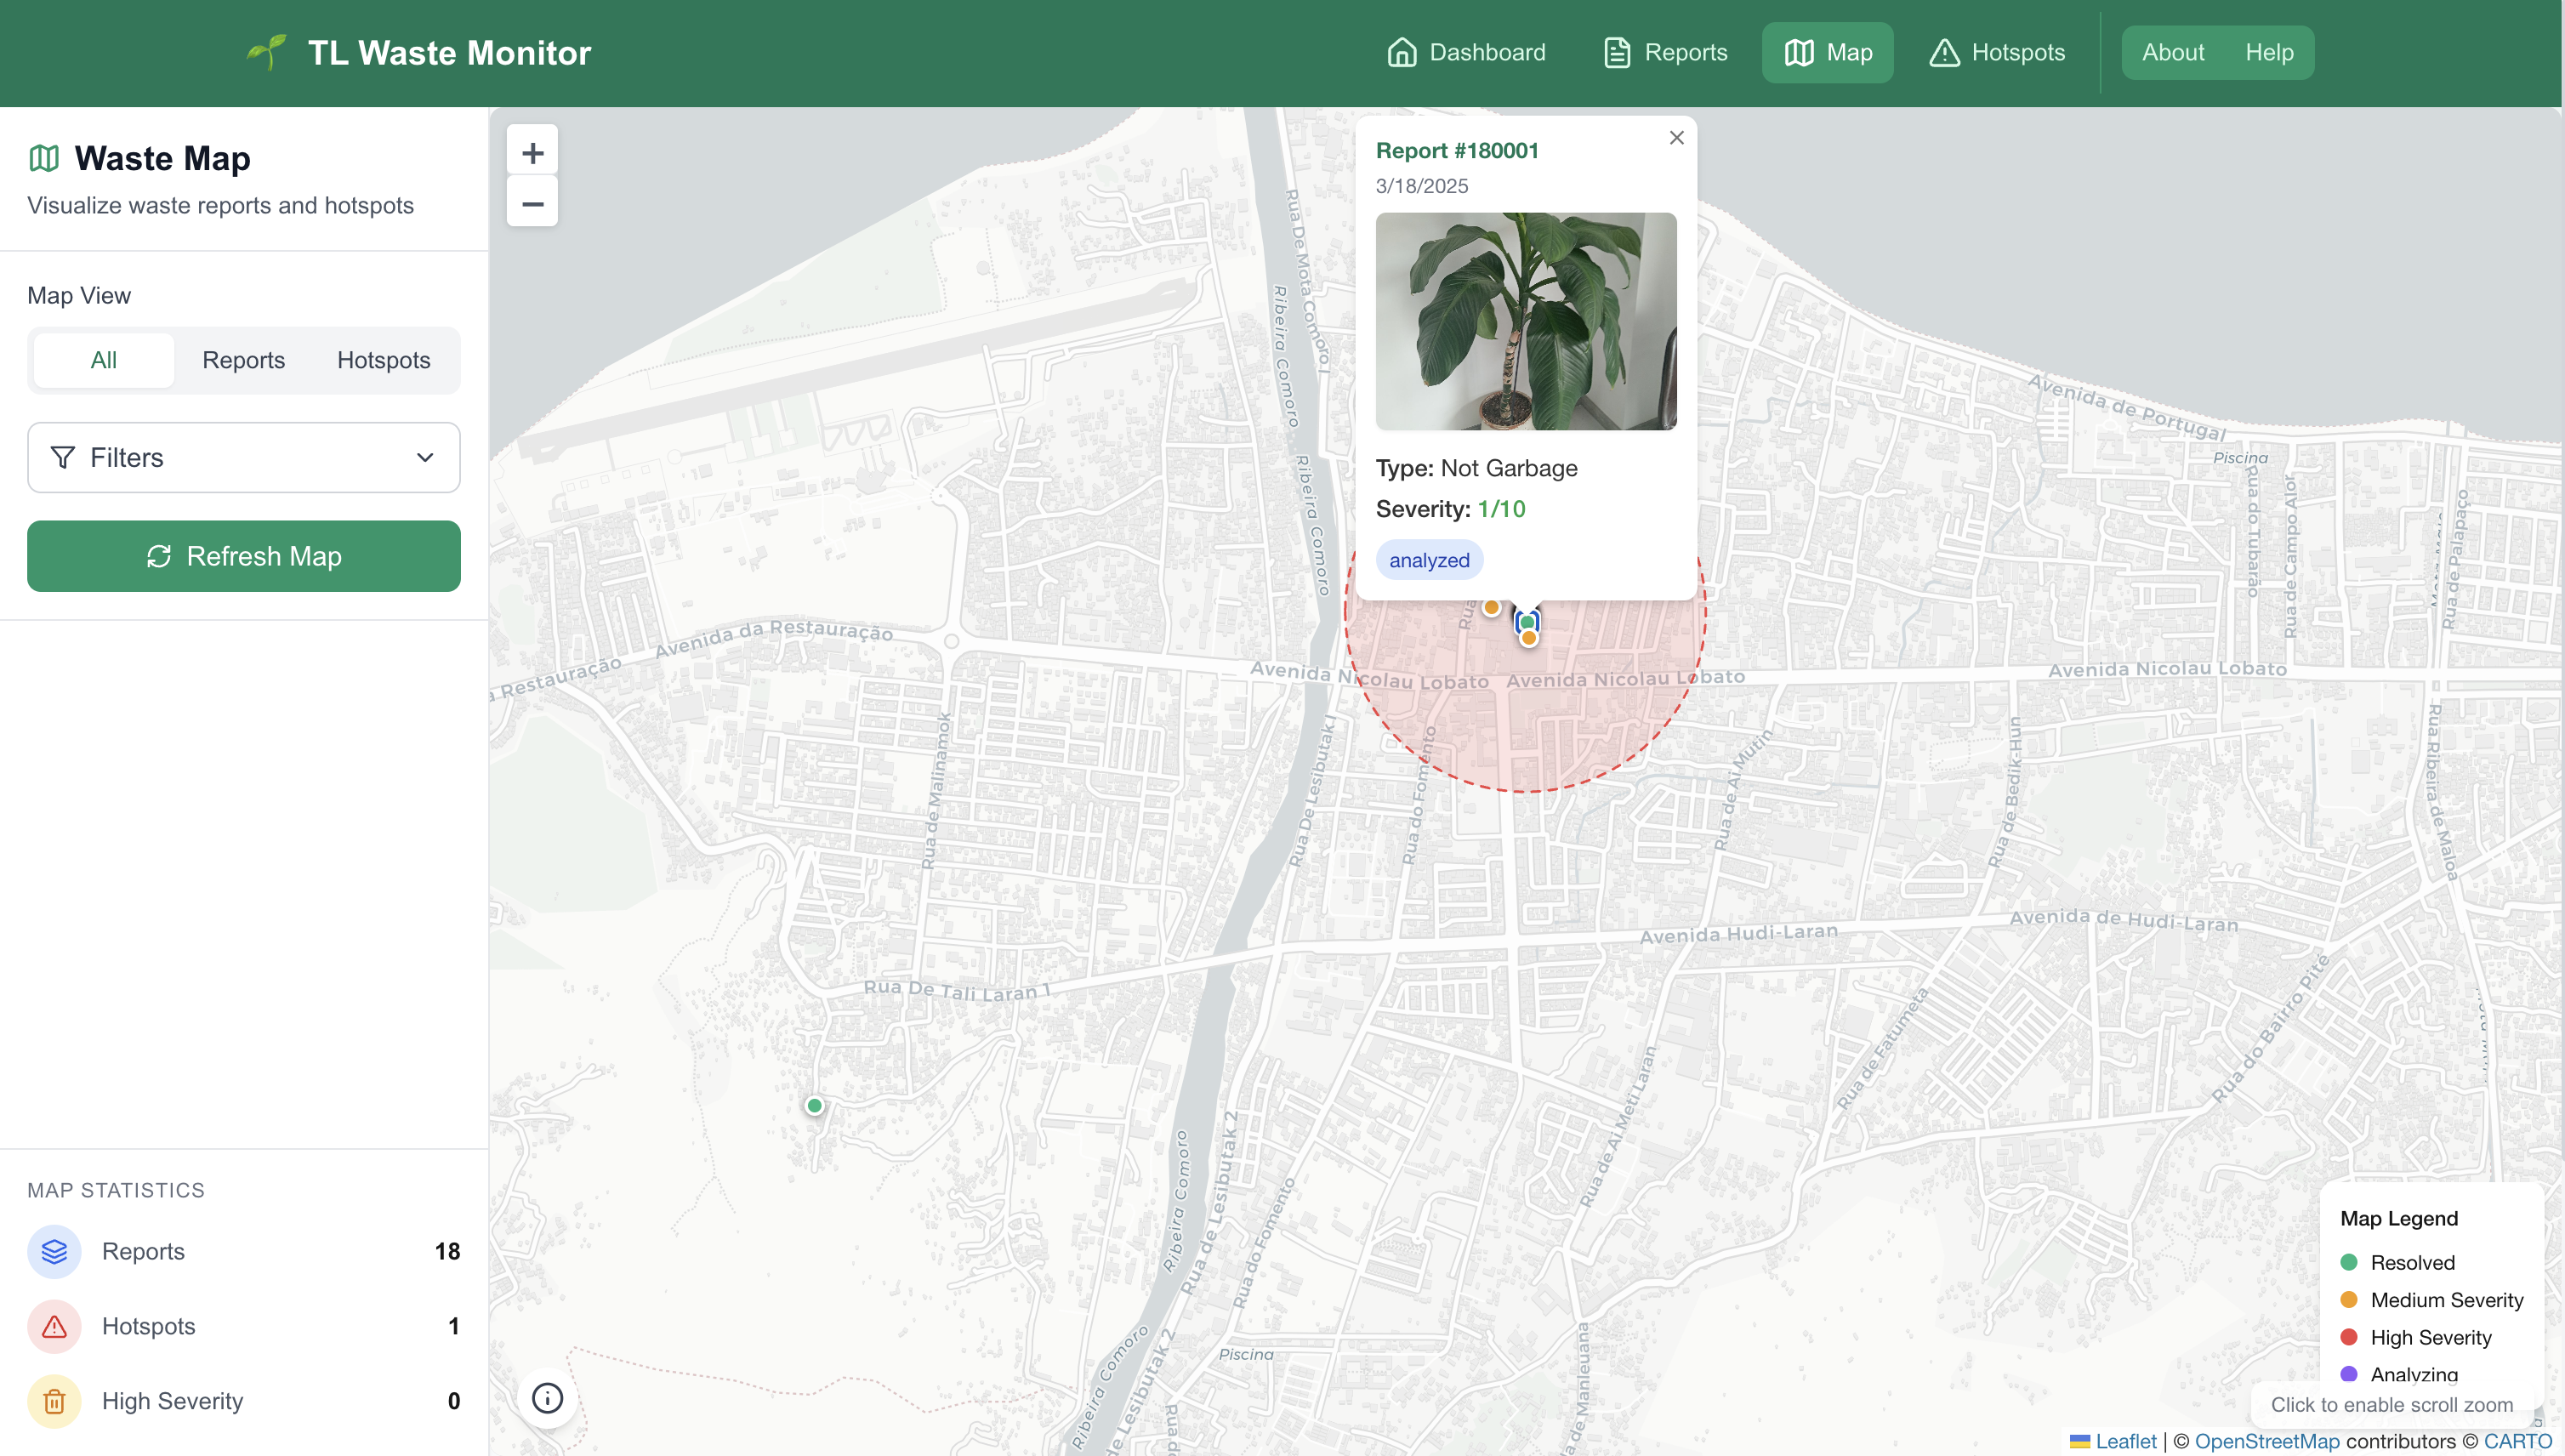 TL Waste Monitor
Dashboard
Reports
Map
Hotspots
About
Help
Waste Map
Visualize waste reports and hotspots
Map View
All
Reports
Hotspots
Filters
Refresh Map
MAP STATISTICS
Reports
18
Hotspots
1
High Severity
0
+
−
Report #180001
3/18/2025
Type: Not Garbage
Severity: 1/10
analyzed
Rua De Mota Comoro I
Ribeira Comoro
Ribeira Comoro
Avenida de Portugal
Piscina
Rua do Tubarão
Rua de Campo Alor
Rua de Palapaço
Avenida da Restauração
a Restauração
Avenida Nicolau Lobato
Avenida Nicolau Lobato
Avenida Nicolau Lobato
Rua
Rua de Malinamok
Rua De Lesibutak I
Rua do Fomento
Rua de Ai Mutin
Rua de Bedik-Hun
Rua Ribeira de Maloa
Avenida Hudi-Laran
Avenida de Hudi-Laran
Rua De Tali Laran 1
Rua de Fatumeta
Rua do Bairro Pite
Rua de Ai Meti Laran
Ribeira Comoro
Rua de Lesibutak 2
Rua do Fomento
Piscina
Ribeira Comoro
de Lesibutak 2
a de Manleuana
Map Legend
Resolved
Medium Severity
High Severity
Analyzing
Click to enable scroll zoom
Leaflet | © OpenStreetMap contributors © CARTO